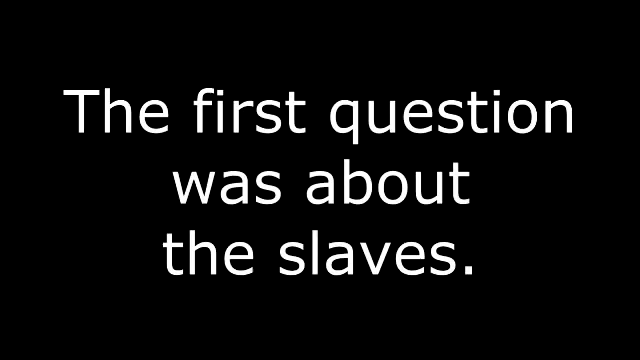 The first question
was about
the slaves.